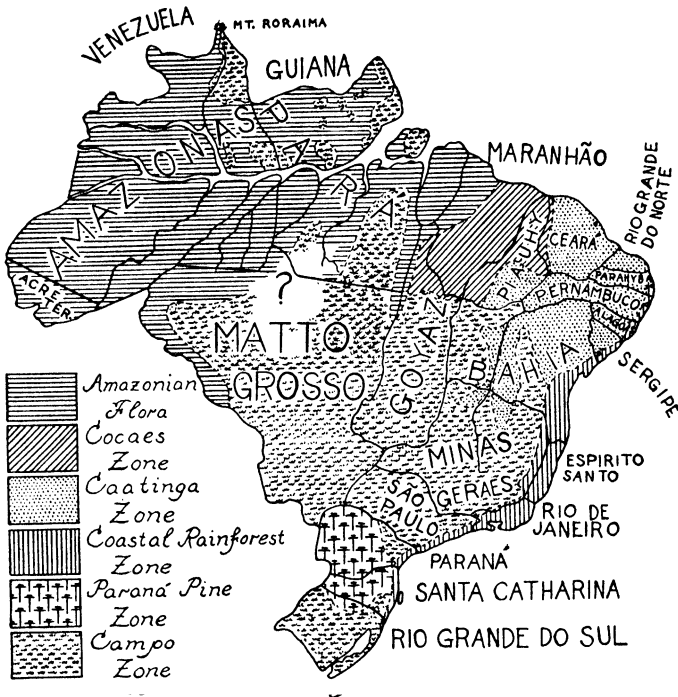 VENEZUELA
MT. RORAIMA
GUIANA
MARANHÃO
RIO GRANDE
DO NORTE
AMAZONAS
PARÁ
ACRE TER.
PIAUHY
CEARÁ
PARAHYB
PERNAMBUCO
ALAGOAS
SERGIPE
?
MATTO
GROSSO
GOYAZ
BAHIA
MINAS
GERAES
ESPIRITO
SANTO
SÃO
PAULO
RIO DE
JANEIRO
PARANÁ
SANTA CATHARINA
RIO GRANDE DO SUL
Amazonian
Flora
Cocaes
Zone
Caatinga
Zone
Coastal Rainforest
Zone
Paraná Pine
Zone
Campo
Zone